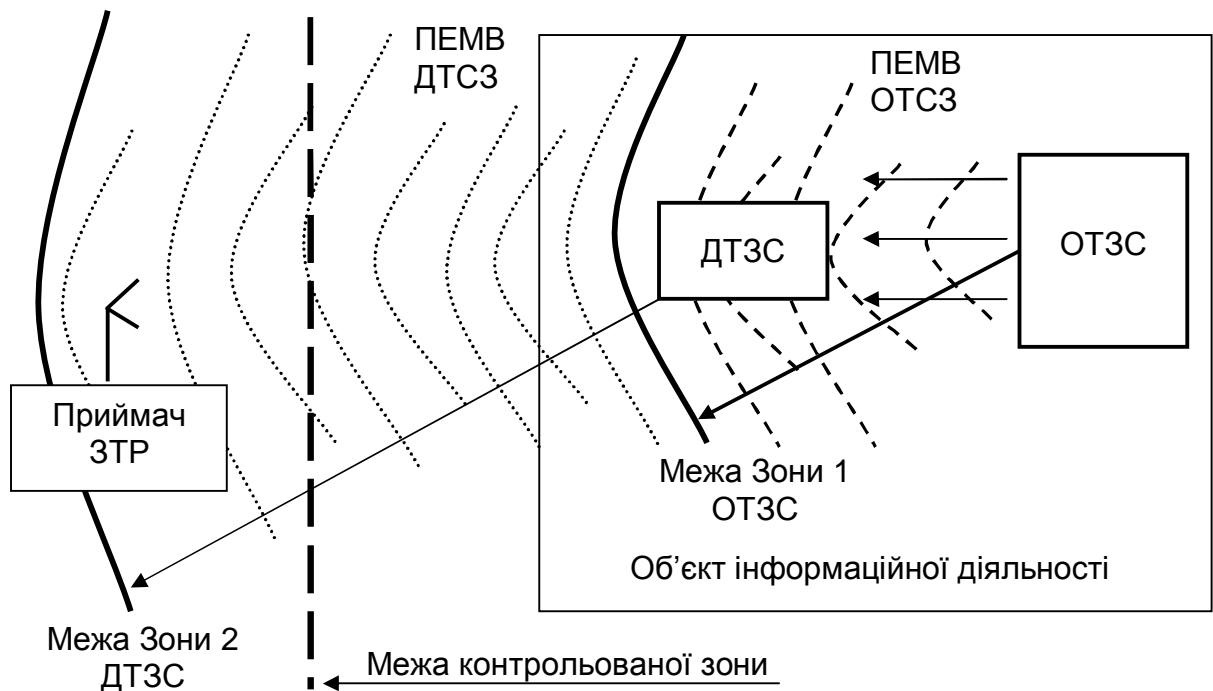 ПЕМВ
ДТСЗ
ПЕМВ
ОТСЗ
ДТЗС
ОТЗС
Приймач
ЗТР
Межа Зони 1
ОТЗС
Об’єкт інформаційної діяльності
Межа Зони 2
ДТЗС
Межа контрольованої зони